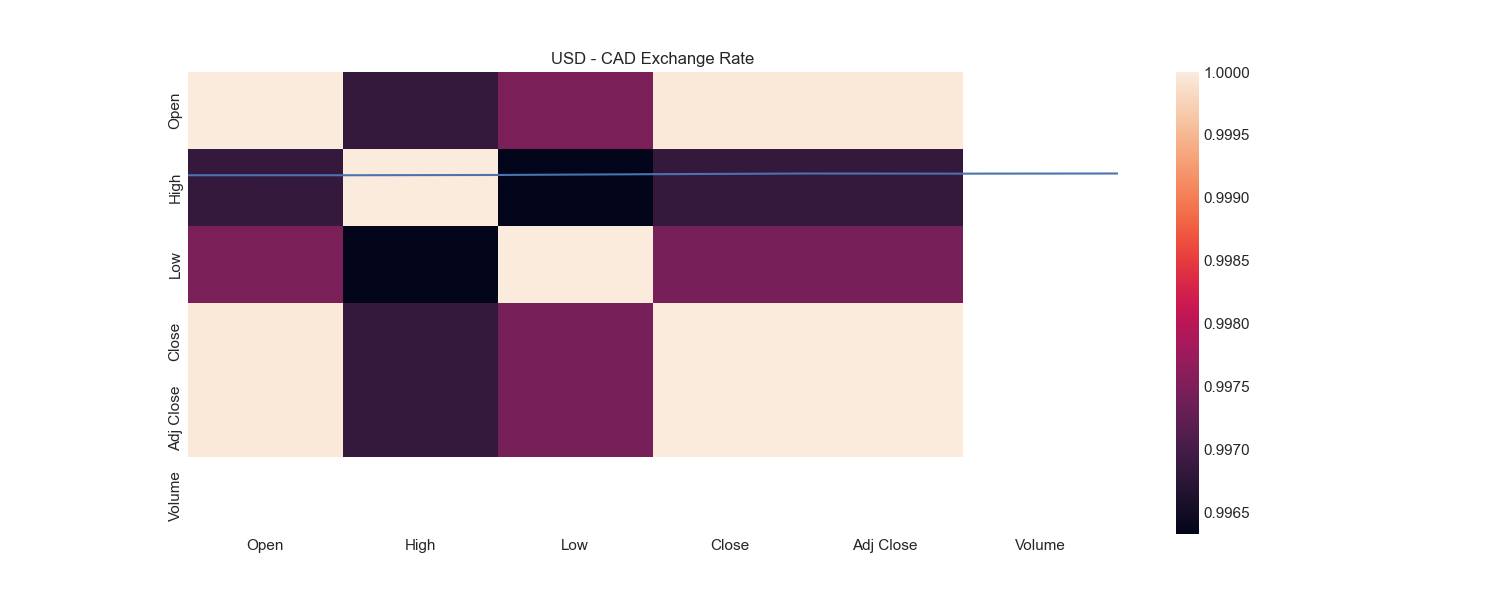 USD - CAD Exchange Rate
Open
High
Low
Close
Adj Close
Volume
Open High Low Close Adj Close Volume
1.0000
0.9995
0.9990
0.9985
0.9980
0.9975
0.9970
0.9965